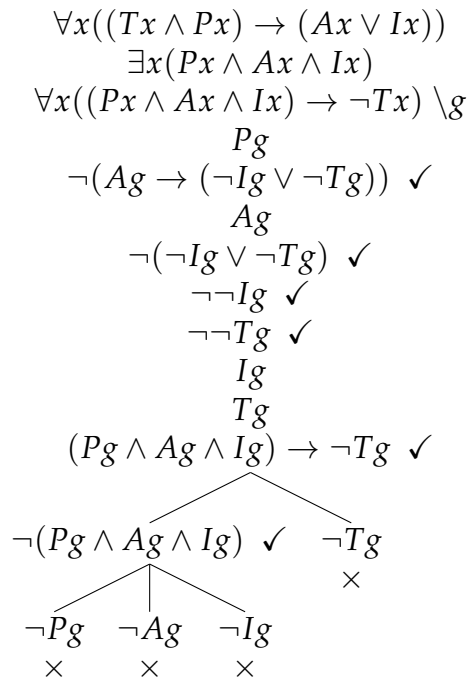 ∀x((Tx ∧ Px) → (Ax ∨ Ix))
∃x(Px ∧ Ax ∧ Ix)
∀x((Px ∧ Ax ∧ Ix) → ¬Tx) \g
Pg
¬(Ag → (¬Ig ∨ ¬Tg)) ✓
Ag
¬(¬Ig ∨ ¬Tg) ✓
¬¬Ig ✓
¬¬Tg ✓
Ig
Tg
(Pg ∧ Ag ∧ Ig) → ¬Tg ✓
¬(Pg ∧ Ag ∧ Ig) ✓ ¬Tg
×
¬Pg ¬Ag ¬Ig
× × ×